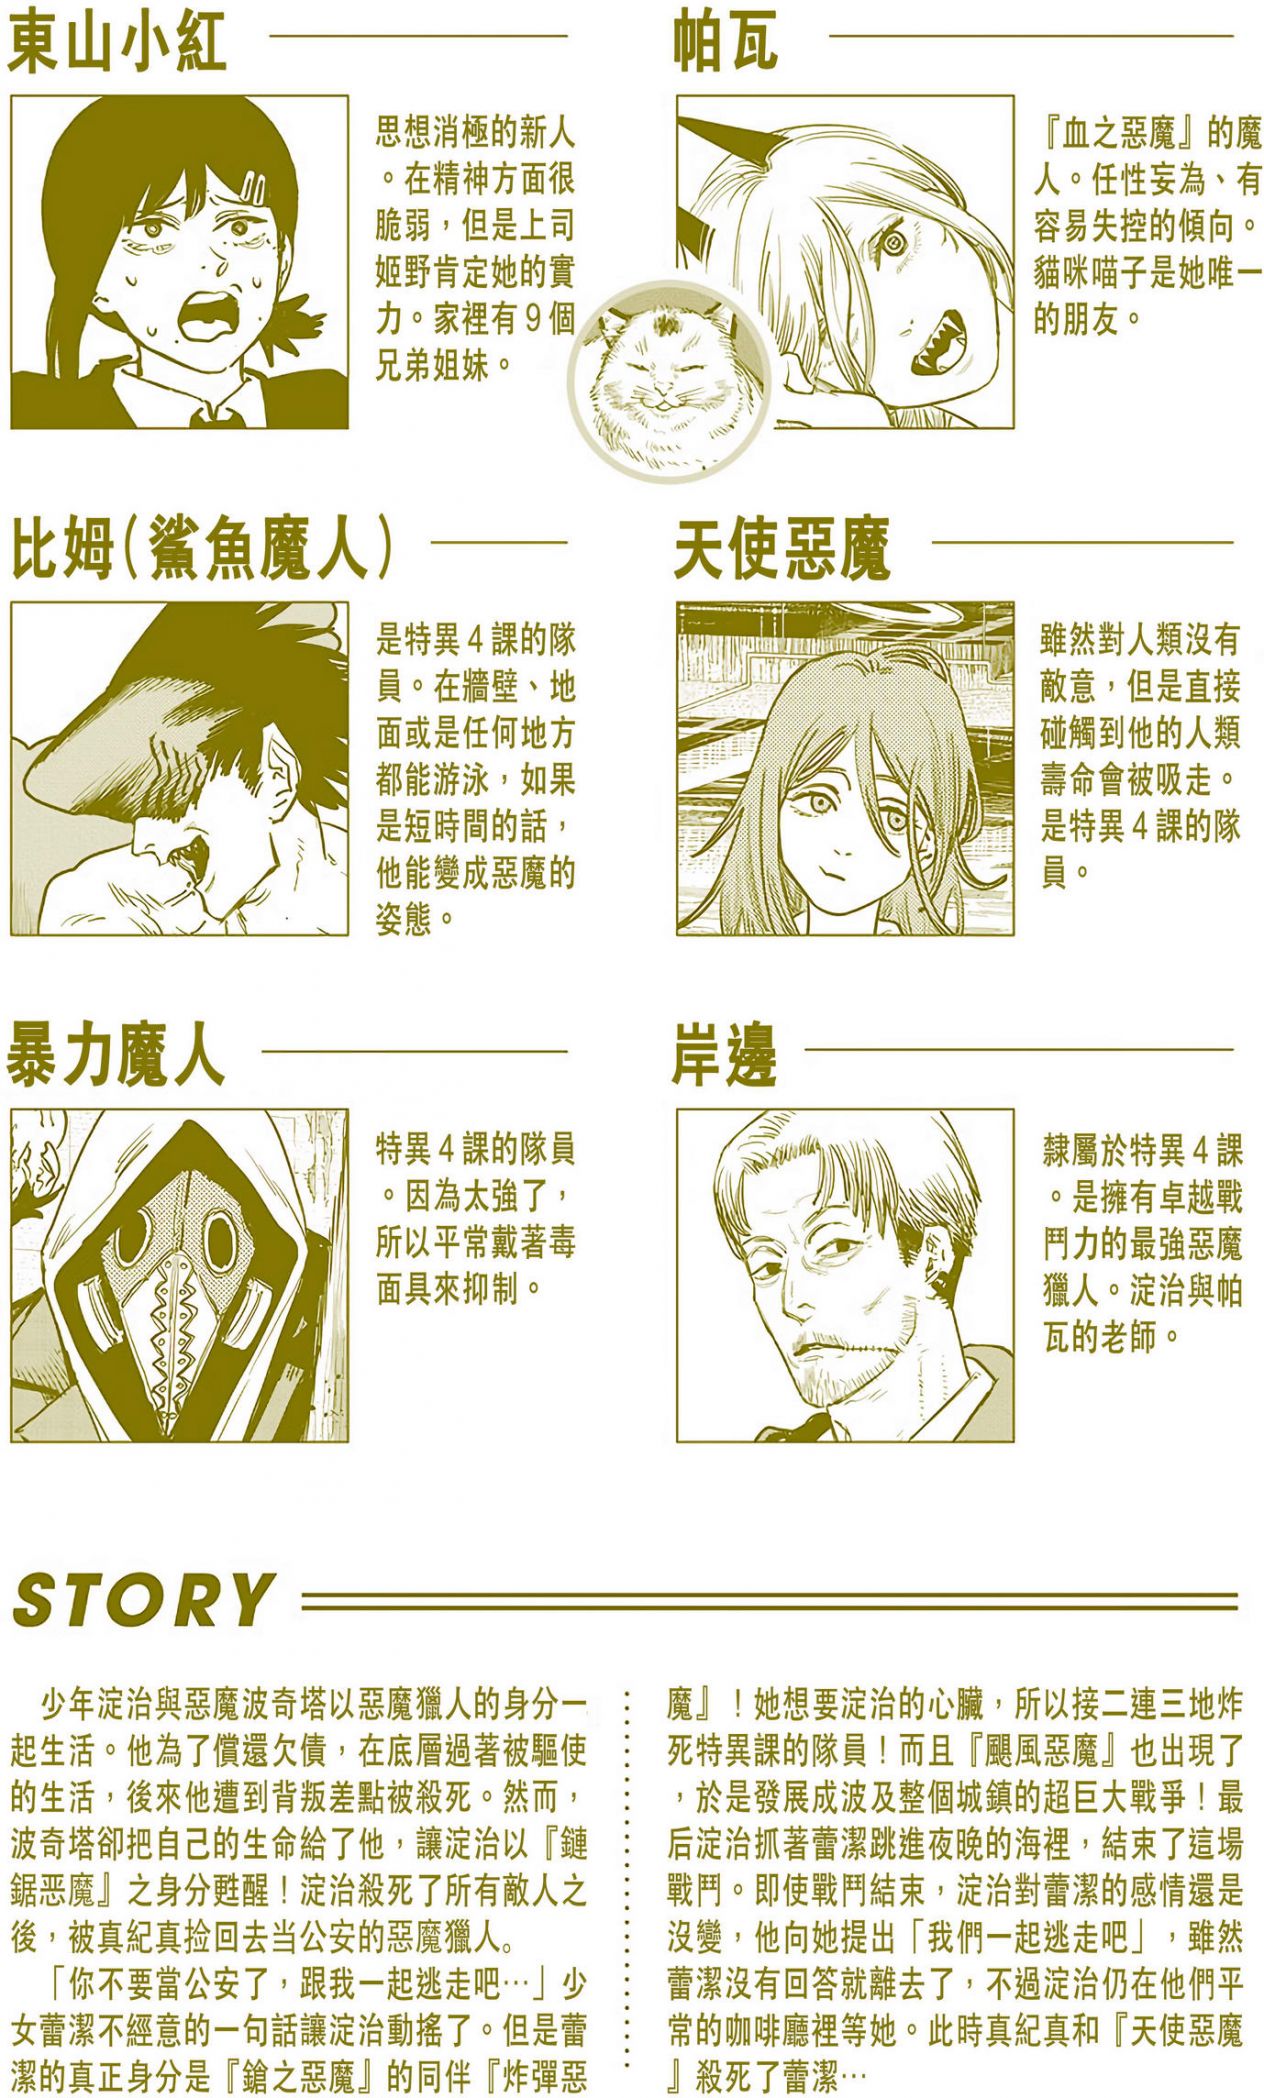 東山小紅
思想消極的新人
。在精神方面很
脆弱，但是上司
姬野肯定她的實
力。家裡有9個
兄弟姐妹。
帕瓦
『血之惡魔』的魔
人。任性妄為、有
容易失控的傾向。
貓咪喵子是她唯一
的朋友。
比姆(鯊魚魔人)
是特異4課的隊
員。在牆壁、地
面或是任何地方
都能游泳，如果
是短時間的話，
他能變成惡魔的
姿態。
天使惡魔
雖然對人類沒有
敵意，但是直接
碰觸到他的人類
壽命會被吸走。
是特異4課的隊
員。
暴力魔人
特異4課的隊員
。因為太強了，
所以平常戴著毒
面具來抑制。
岸邊
隸屬於特異4課
。是擁有卓越戰
鬥力的最強惡魔
獵人。淀治與帕
瓦的老師。
STORY
少年淀治與惡魔波奇塔以惡魔獵人的身分一
起生活。他為了償還欠債，在底層過著被驅使
的生活，後來他遭到背叛差點被殺死。然而，
波奇塔卻把自己的生命給了他，讓淀治以『鏈
鋸恶魔』之身分甦醒！淀治殺死了所有敵人之
後，被真紀真捡回去当公安的惡魔獵人。
「你不要當公安了，跟我一起逃走吧…」少
女蕾潔不經意的一句話讓淀治動搖了。但是蕾
潔的真正身分是『鎗之惡魔』的同伴『炸彈惡
魔』！她想要淀治的心臟，所以接二連三地炸
死特異課的隊員！而且『颶風惡魔』也出現了
，於是發展成波及整個城鎮的超巨大戰爭！最
后淀治抓著蕾潔跳進夜晚的海裡，結束了這場
戰鬥。即使戰鬥結束，淀治對蕾潔的感情還是
沒變，他向她提出「我們一起逃走吧」，雖然
蕾潔沒有回答就離去了，不過淀治仍在他們平
常的咖啡廳裡等她。此時真紀真和『天使惡魔
』殺死了蕾潔…